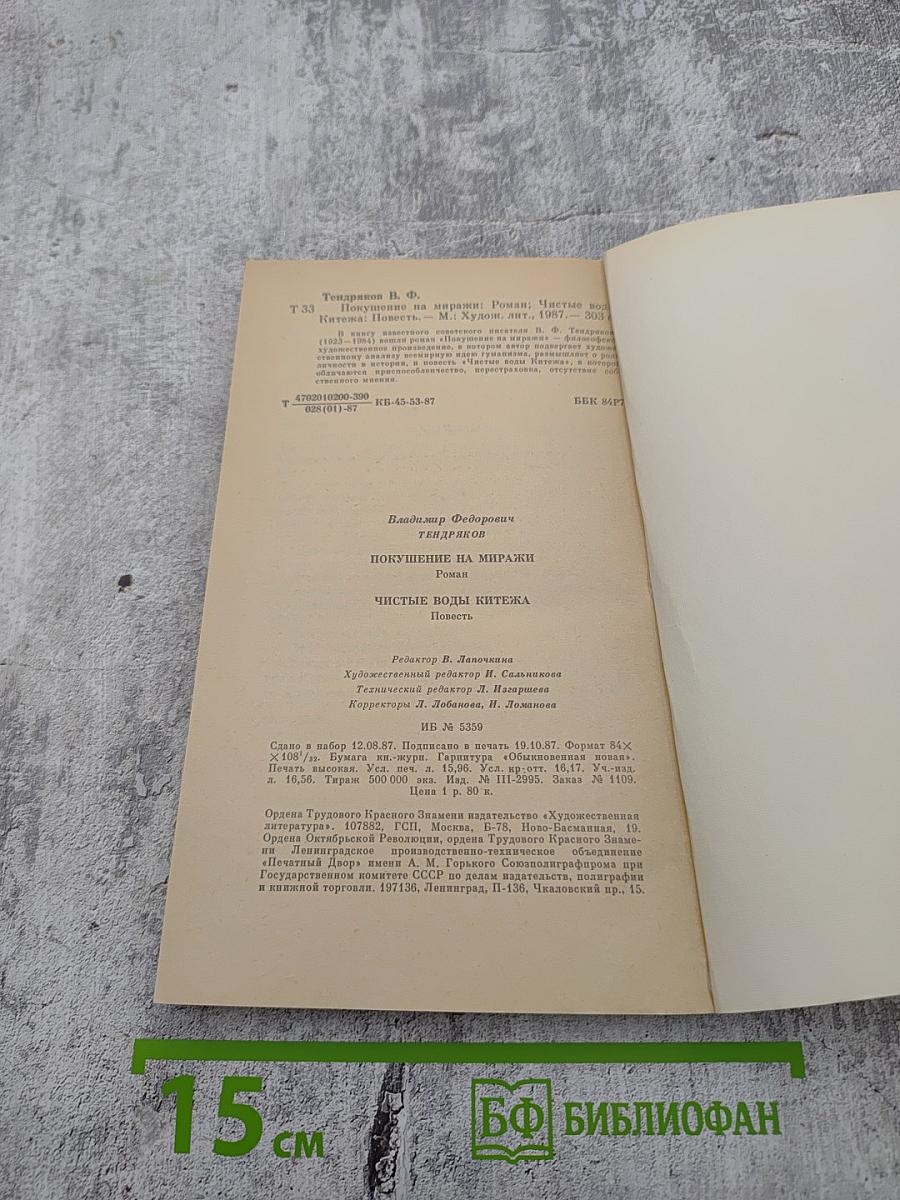 Тендряков В. Ф.
Т 33 Покушение на миражи: Роман; Чистые воды
Китежа: Повесть. — М.: Худож. лит., 1987. — 303
В книгу известного советского писателя В. Ф. Тендрякова
(1923—1984) вошли роман «Покушение на миражи» — философско-
художественное произведение, в котором автор подвергает художе-
ственному анализу всемирную идею гуманизма, размышляет о роли
личности в истории, и повесть «Чистые воды Китежа», в которой
обличаются приспособленчество, перестраховка, отсутствие соб-
ственного мнения.
Т 4702010200-390
028(01)-87 КБ-45-53-87 ББК 84Р7
Владимир Федорович
ТЕНДРЯКОВ
ПОКУШЕНИЕ НА МИРАЖИ
Роман
ЧИСТЫЕ ВОДЫ КИТЕЖА
Повесть
Редактор В. Лапочкина
Художественный редактор И. Сальникова
Технический редактор Л. Изгаршева
Корректоры Л. Лобанова, И. Ломанова
ИБ № 5359
Сдано в набор 12.08.87. Подписано в печать 19.10.87. Формат 84×
×108¹/₃₂. Бумага кн.-журн. Гарнитура «Обыкновенная новая».
Печать высокая. Усл. печ. л. 15,96. Усл. кр-отт. 16,17. Уч.-изд.
л. 16,56. Тираж 500 000 экз. Изд. № III-2995. Заказ № 1109.
Цена 1 р. 80 к.
Ордена Трудового Красного Знамени издательство «Художественная
литература». 107882, ГСП, Москва, Б-78, Ново-Басманная, 19.
Ордена Октябрьской Революции, ордена Трудового Красного Знаме-
ни Ленинградское производственно-техническое объединение
«Печатный Двор» имени А. М. Горького Союзполиграфпрома при
Государственном комитете СССР по делам издательств, полиграфии
и книжной торговли. 197136, Ленинград, П-136, Чкаловский пр., 15.
15 см
БФ БИБЛИОФАН